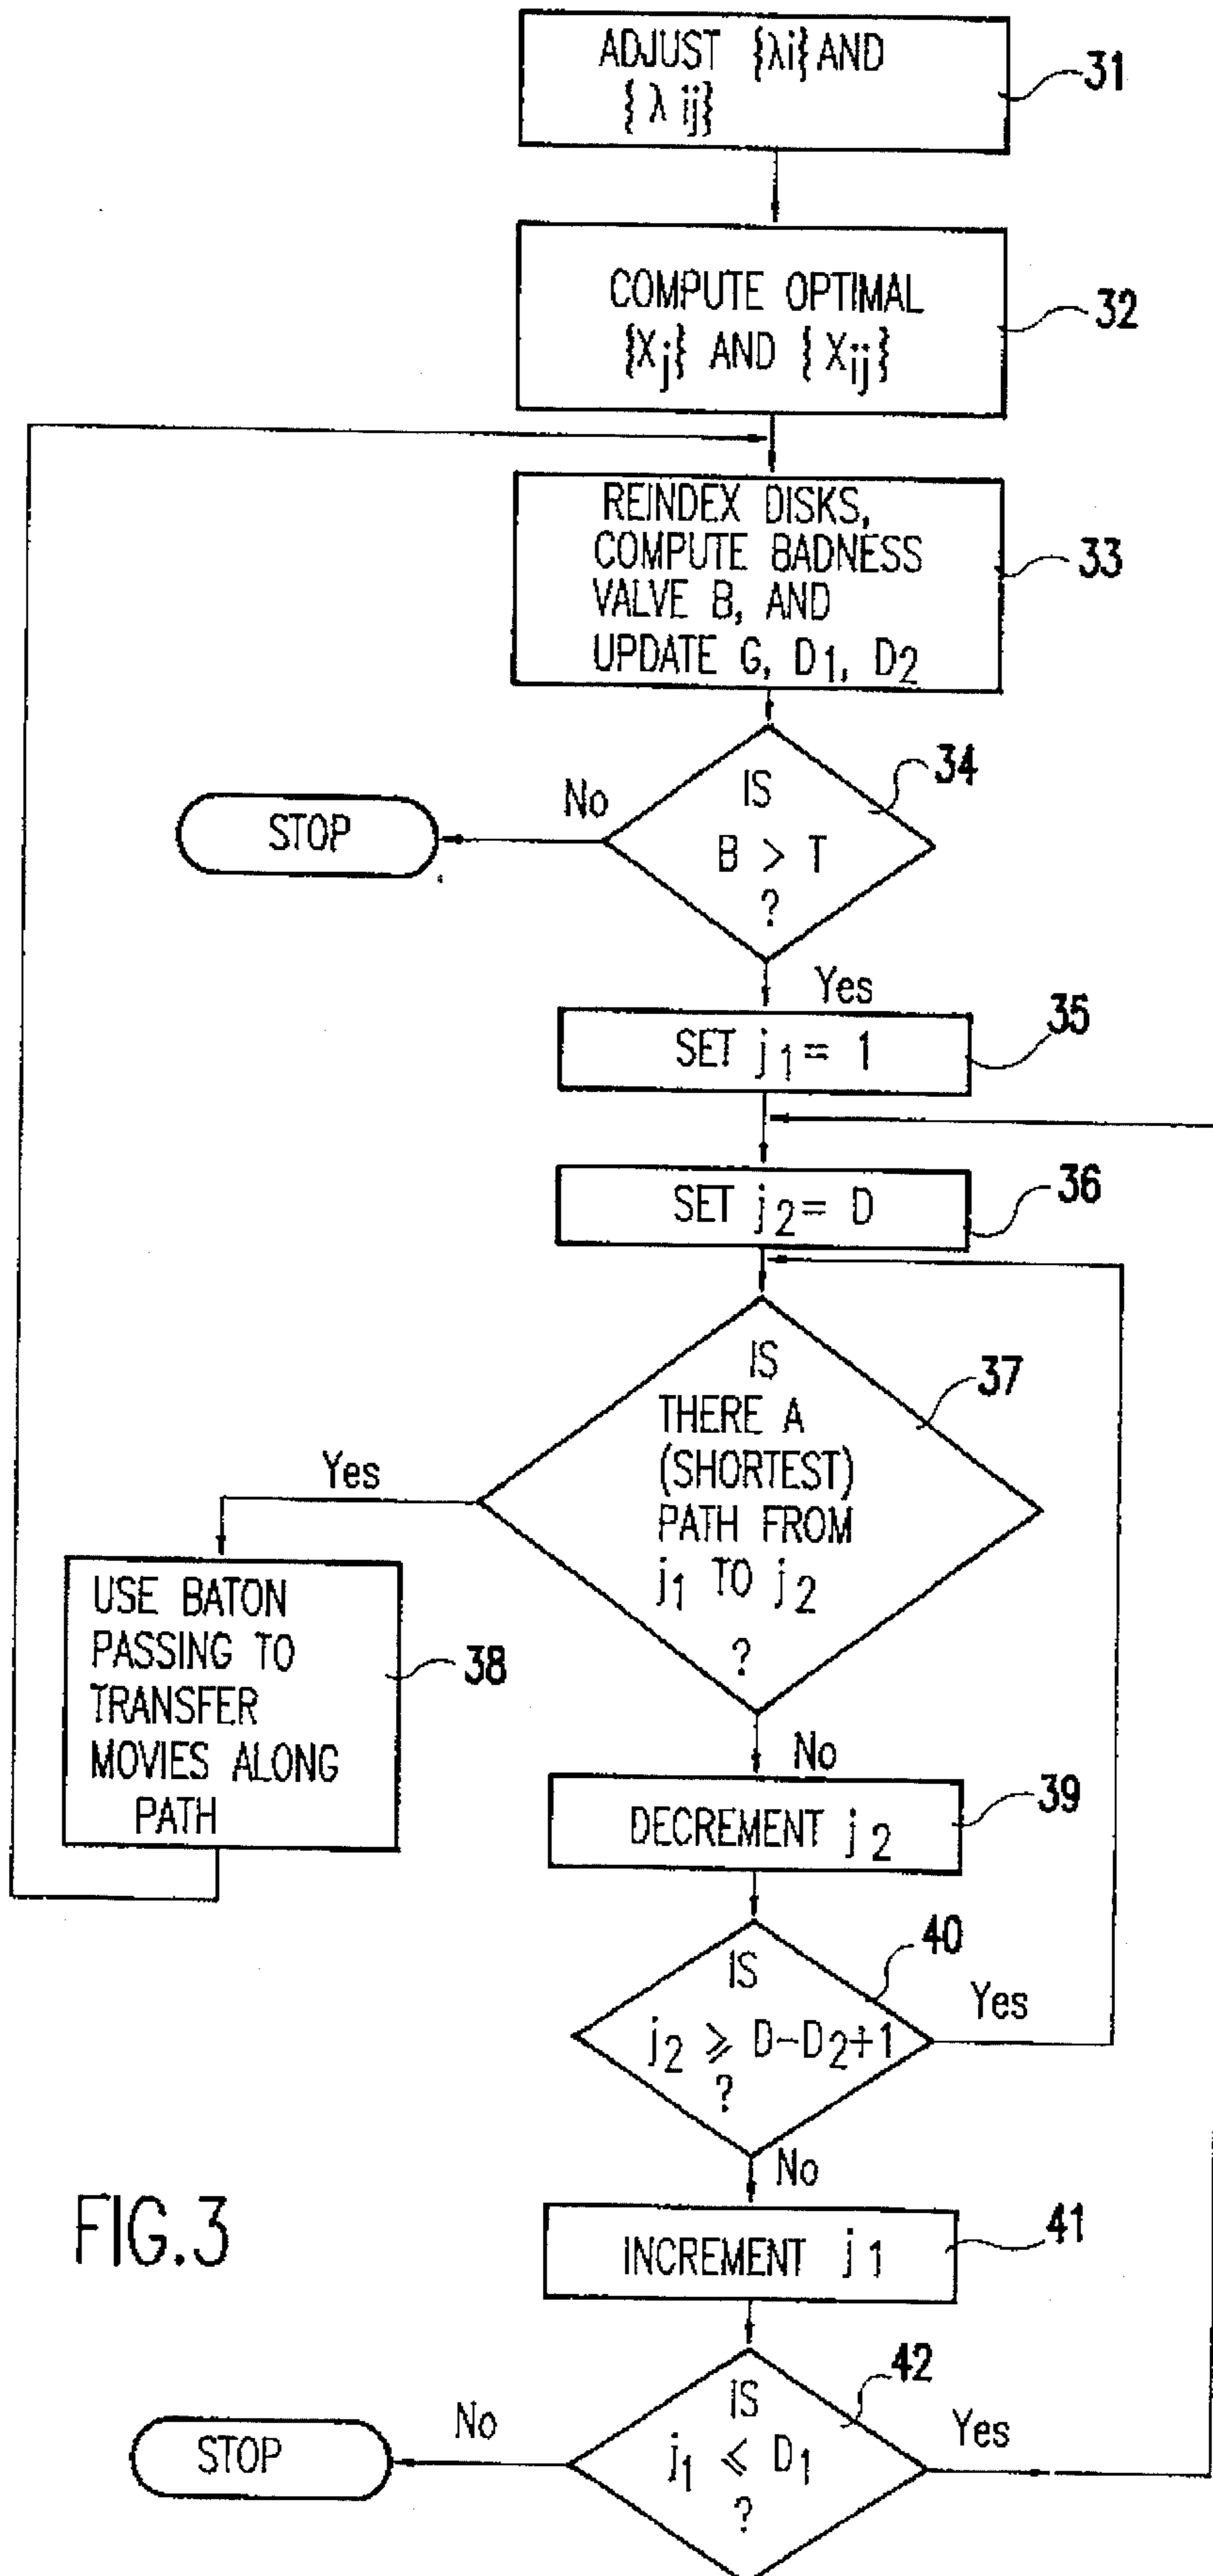 ADJUST {λi} AND
{λ ij}
31
COMPUTE OPTIMAL
{Xj} AND {Xij}
32
REINDEX DISKS,
COMPUTE BADNESS
VALVE B, AND
UPDATE G, D1, D2
33
IS
B > T
?
34
No
STOP
Yes
SET j1 = 1
35
SET j2 = D
36
IS
THERE A
(SHORTEST)
PATH FROM
j1 TO j2
?
37
Yes
USE BATON
PASSING TO
TRANSFER
MOVIES ALONG
PATH
38
No
DECREMENT j2
39
IS
j2 ⩾ D-D2+1
?
40
Yes
No
INCREMENT j1
41
IS
j1 ⩽ D1
?
42
No
STOP
Yes
FIG.3